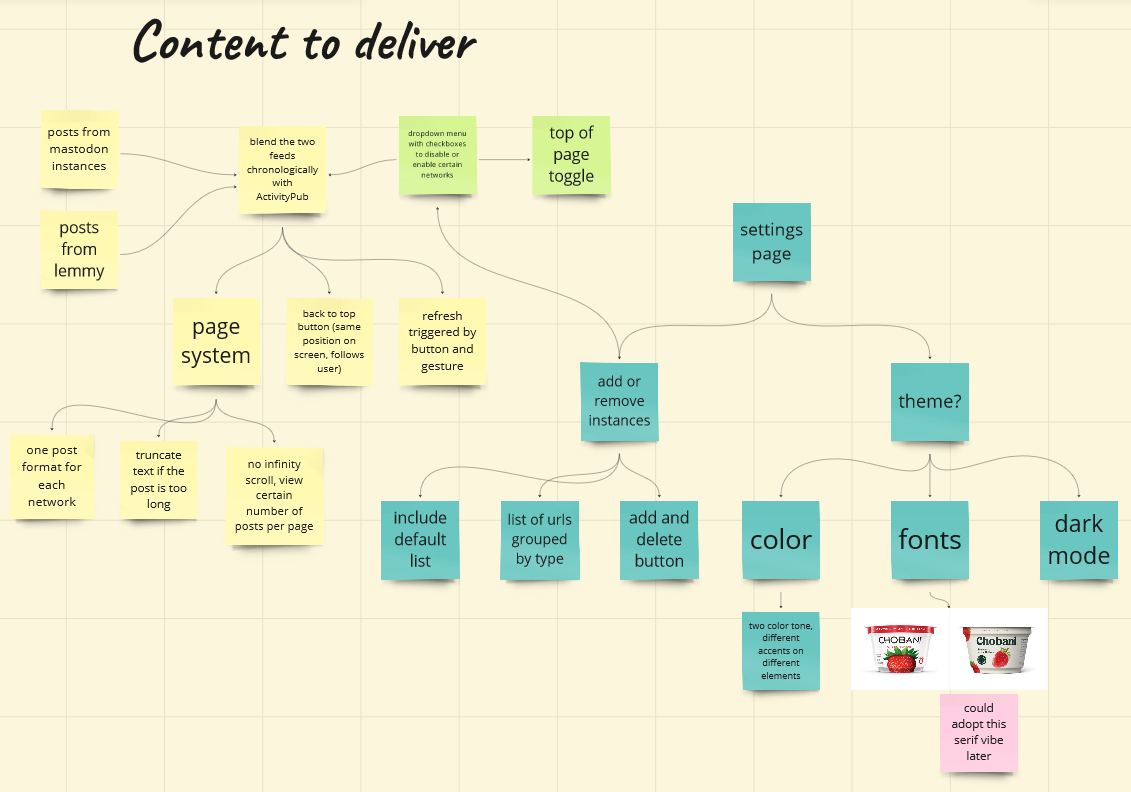 Content to deliver
posts from
mastodon
instances
blend the two
feeds
chronologically
with
ActivityPub
dropdown menu
with checkboxes
to disable or
enable certain
networks
top of
page
toggle
posts
from
lemmy
settings
page
page
system
back to top
button (same
position on
screen, follows
user)
refresh
triggered by
button and
gesture
add or
remove
instances
theme?
one post
format for
each
network
truncate
text if the
post is too
long
no infinity
scroll, view
certain
number of
posts per page
include
default
list
list of urls
grouped
by type
add and
delete
button
color
fonts
dark
mode
two color tone,
different
accents on
different
elements
CHOBANI
Chobani
could
adopt this
serif vibe
later